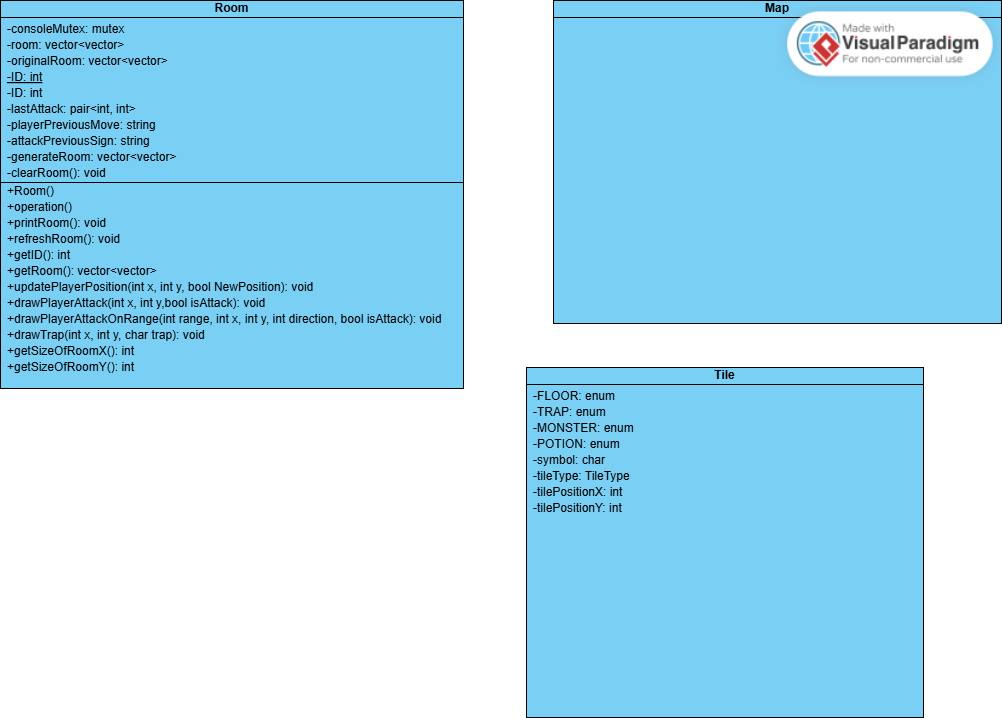 Room
-consoleMutex: mutex
-room: vector<vector>
-originalRoom: vector<vector>
-ID: int
-ID: int
-lastAttack: pair<int, int>
-playerPreviousMove: string
-attackPreviousSign: string
-generateRoom: vector<vector>
-clearRoom(): void
+Room()
+operation()
+printRoom(): void
+refreshRoom(): void
+getID(): int
+getRoom(): vector<vector>
+updatePlayerPosition(int x, int y, bool NewPosition): void
+drawPlayerAttack(int x, int y,bool isAttack): void
+drawPlayerAttackOnRange(int range, int x, int y, int direction, bool isAttack): void
+drawTrap(int x, int y, char trap): void
+getSizeOfRoomX(): int
+getSizeOfRoomY(): int
Map
Made with
Visual Paradigm
For non-commercial use
Tile
-FLOOR: enum
-TRAP: enum
-MONSTER: enum
-POTION: enum
-symbol: char
-tileType: TileType
-tilePositionX: int
-tilePositionY: int